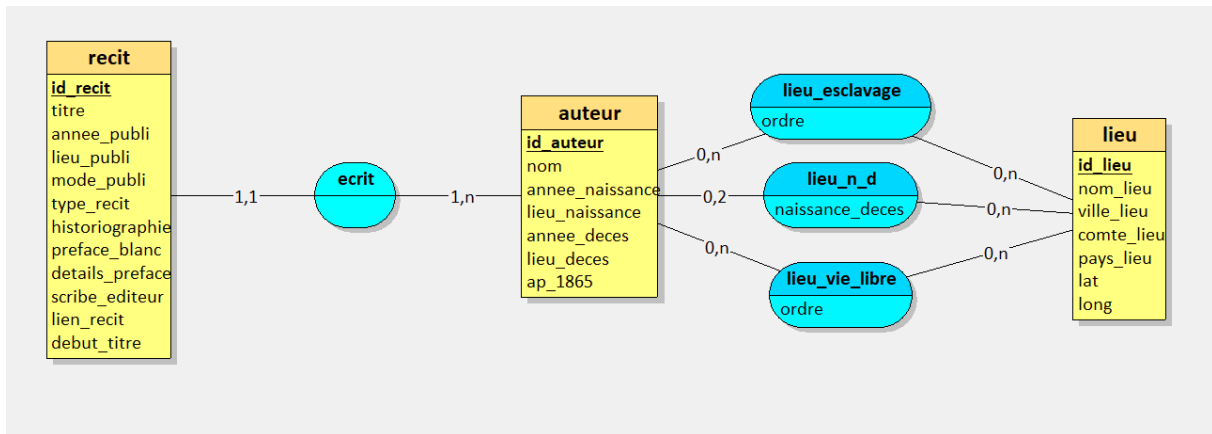 recit
id_recit
titre
annee_publi
lieu_publi
mode_publi
type_recit
historiographie
preface_blanc
details_preface
scribe_editeur
lien_recit
debut_titre
1,1
ecrit
1,n
auteur
id_auteur
nom
annee_naissance
lieu_naissance
annee_deces
lieu_deces
ap_1865
0,n
lieu_esclavage
ordre
0,n
0,2
lieu_n_d
naissance_deces
0,n
0,n
lieu_vie_libre
ordre
0,n
lieu
id_lieu
nom_lieu
ville_lieu
comte_lieu
pays_lieu
lat
long